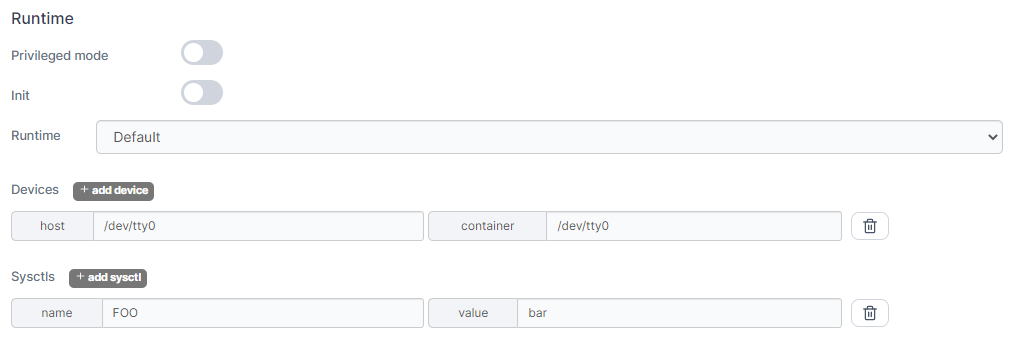 Runtime
Privileged mode
Init
Runtime Default
Devices + add device
host /dev/tty0 container /dev/tty0
Sysctls + add sysctl
name FOO value bar